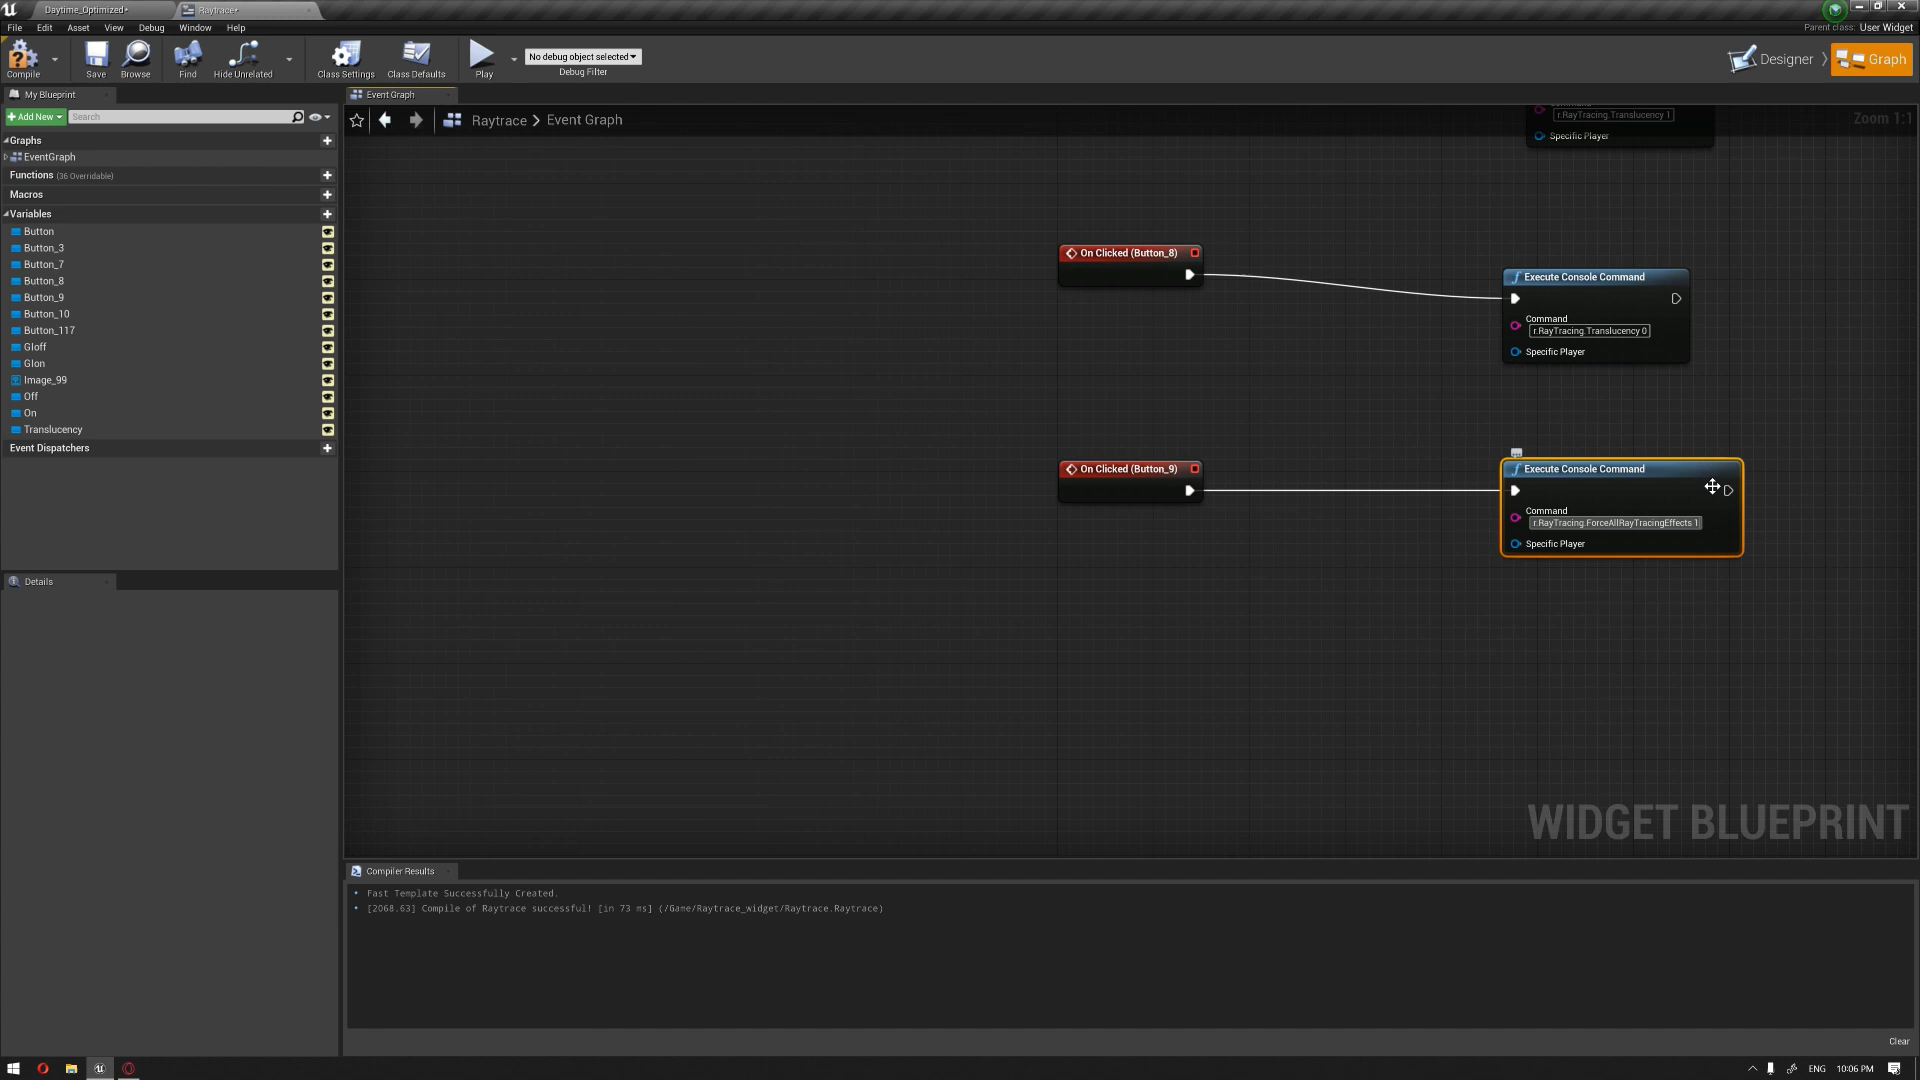 Daytime_Optimized*
Raytrace*
File Edit Asset View Debug Window Help
Parent class: User Widget
Compile
Save
Browse
Find
Hide Unrelated
Class Settings
Class Defaults
Play
No debug object selected
Debug Filter
Designer
Graph
My Blueprint
Event Graph
Add New
Search
Raytrace > Event Graph
Zoom 1:1
Graphs
EventGraph
Functions (36 Overridable)
Macros
Variables
Button
Button_3
Button_7
Button_8
Button_9
Button_10
Button_117
GIoff
GIon
Image_99
Off
On
Translucency
Event Dispatchers
Details
Command
r.RayTracing.Translucency 1
Specific Player
On Clicked (Button_8)
Execute Console Command
Command
r.RayTracing.Translucency 0
Specific Player
On Clicked (Button_9)
Execute Console Command
Command
r.RayTracing.ForceAllRayTracingEffects 1
Specific Player
WIDGET BLUEPRINT
Compiler Results
Fast Template Successfully Created.
[2068.63] Compile of Raytrace successful! [in 73 ms] (/Game/Raytrace_widget/Raytrace.Raytrace)
Clear
ENG
10:06 PM